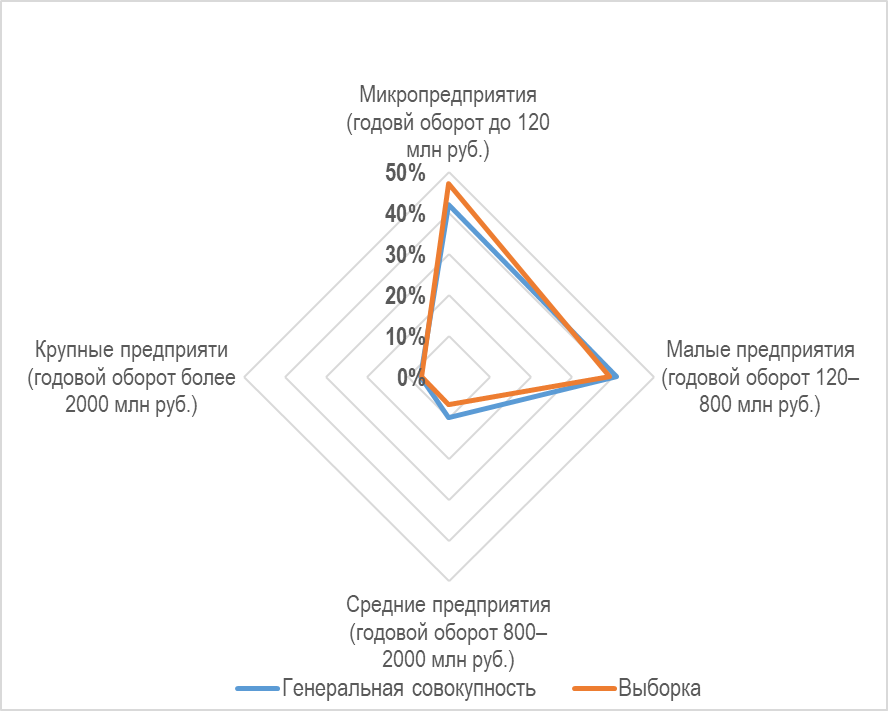 Микропредприятия
(годовй оборот до 120
млн руб.)
50%
40%
30%
20%
10%
0%
Крупные предприяти
(годовой оборот более
2000 млн руб.)
Малые предприятия
(годовой оборот 120–
800 млн руб.)
Средние предприятия
(годовой оборот 800–
2000 млн руб.)
Генеральная совокупность
Выборка